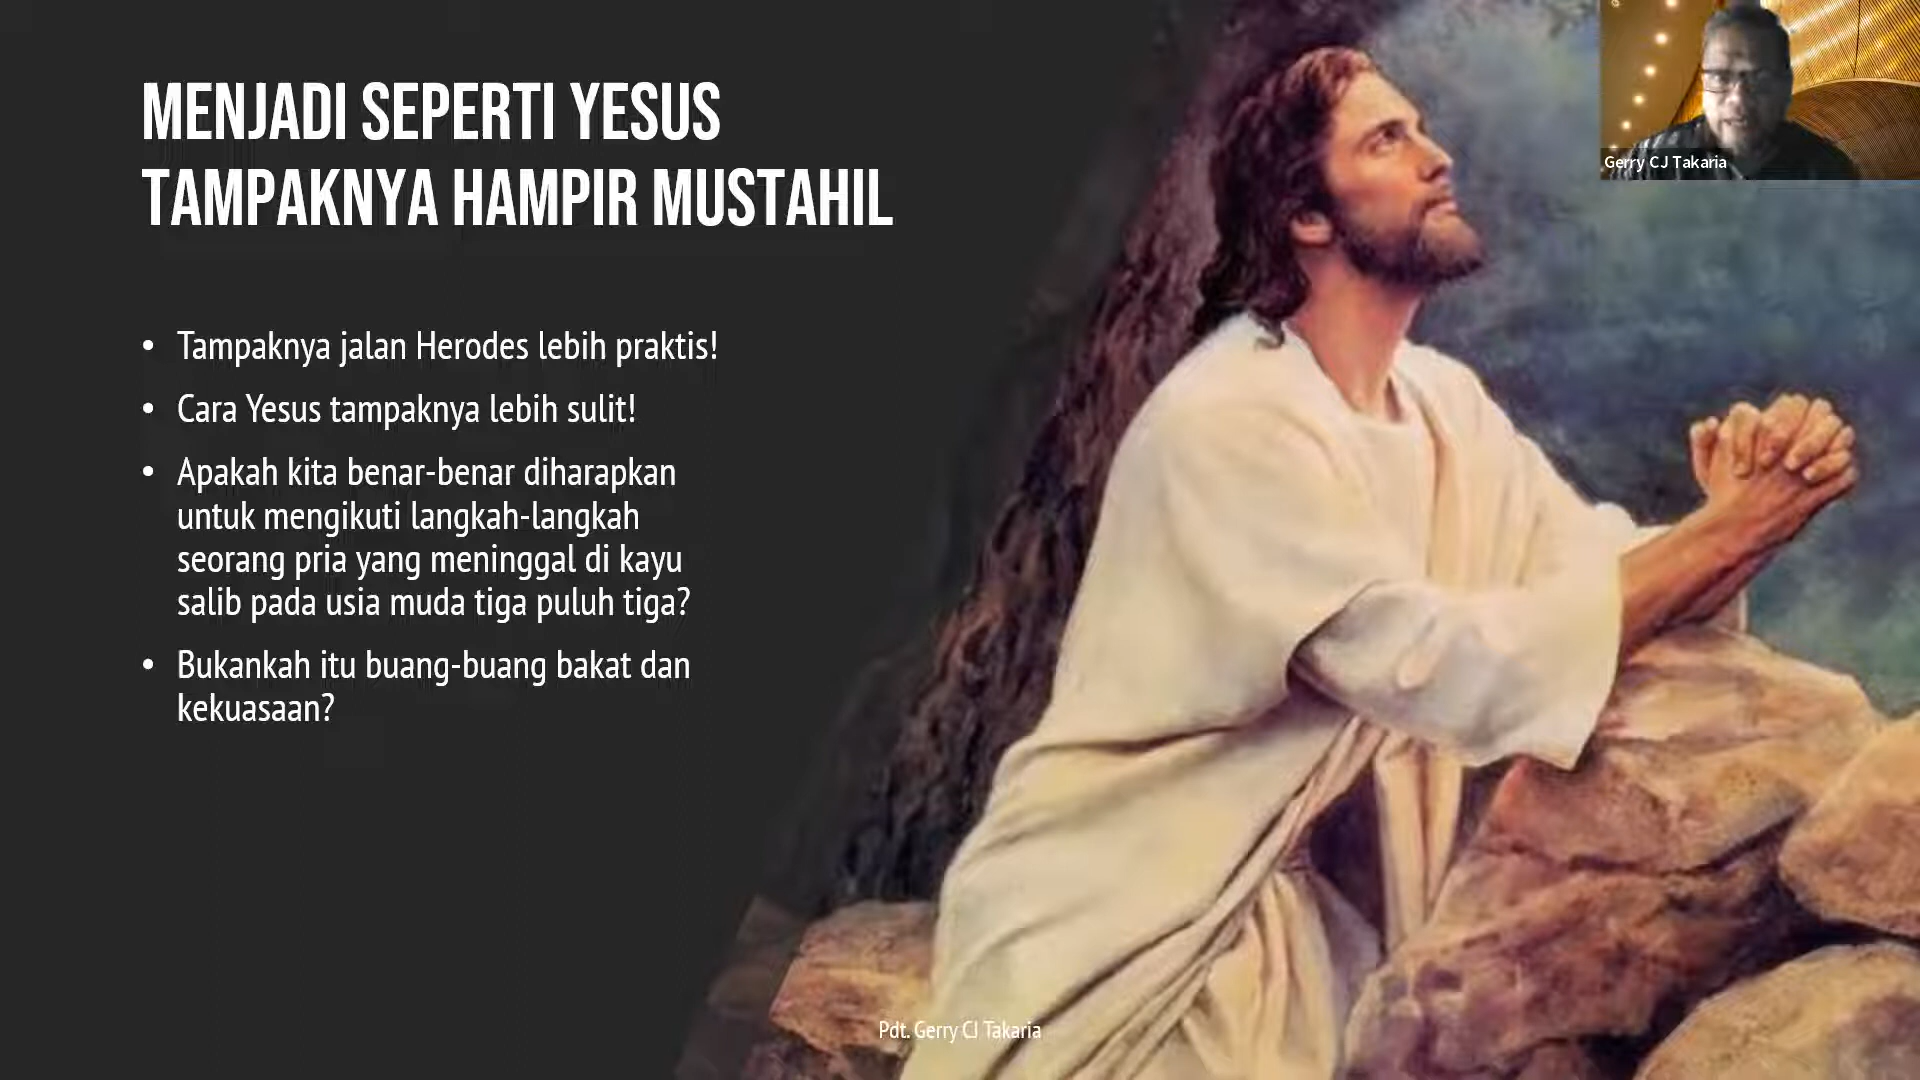 MENJADI SEPERTI YESUS
TAMPAKNYA HAMPIR MUSTAHIL
• Tampaknya jalan Herodes lebih praktis!
• Cara Yesus tampaknya lebih sulit!
• Apakah kita benar-benar diharapkan
untuk mengikuti langkah-langkah
seorang pria yang meninggal di kayu
salib pada usia muda tiga puluh tiga?
• Bukankah itu buang-buang bakat dan
kekuasaan?
Gerry CJ Takaria
Pdt. Gerry CJ Takaria